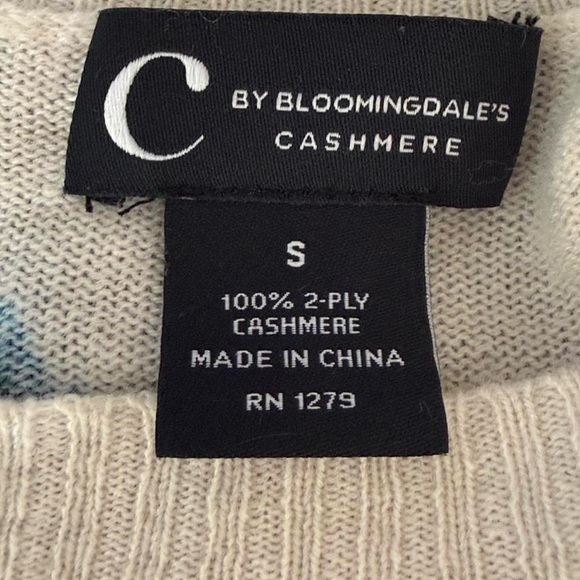 C
BY BLOOMINGDALE'S
CASHMERE
S
100% 2-PLY
CASHMERE
MADE IN CHINA
RN 1279